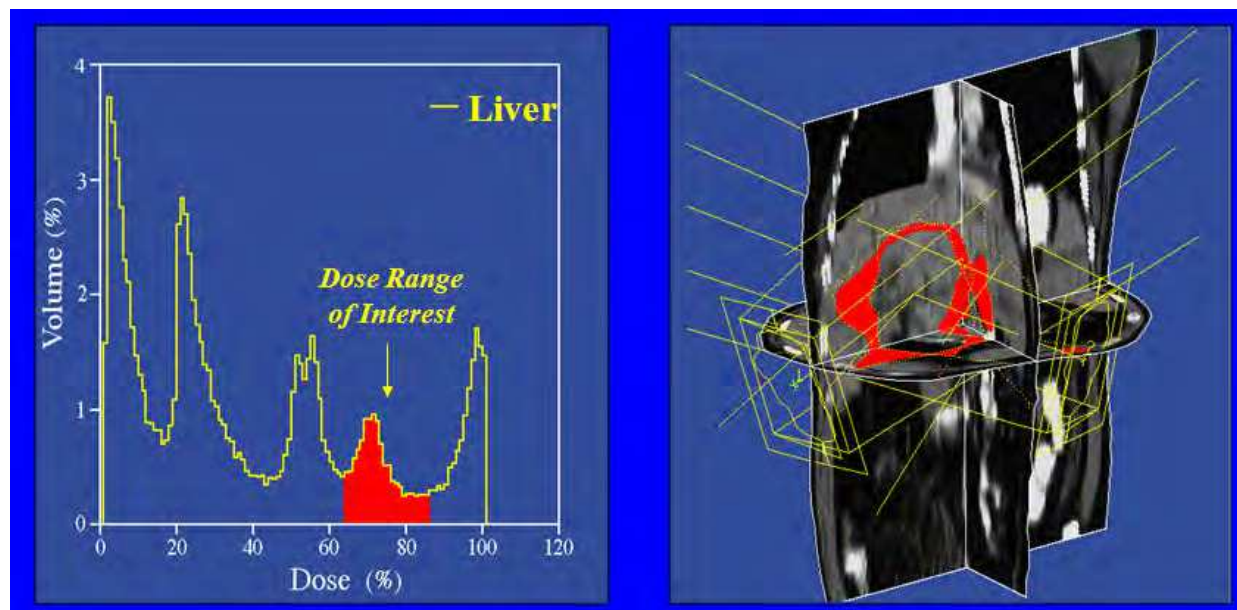 4
3
2
1
0
Volume (%)
— Liver
Dose Range
of Interest
0 20 40 60 80 100 120
Dose (%)